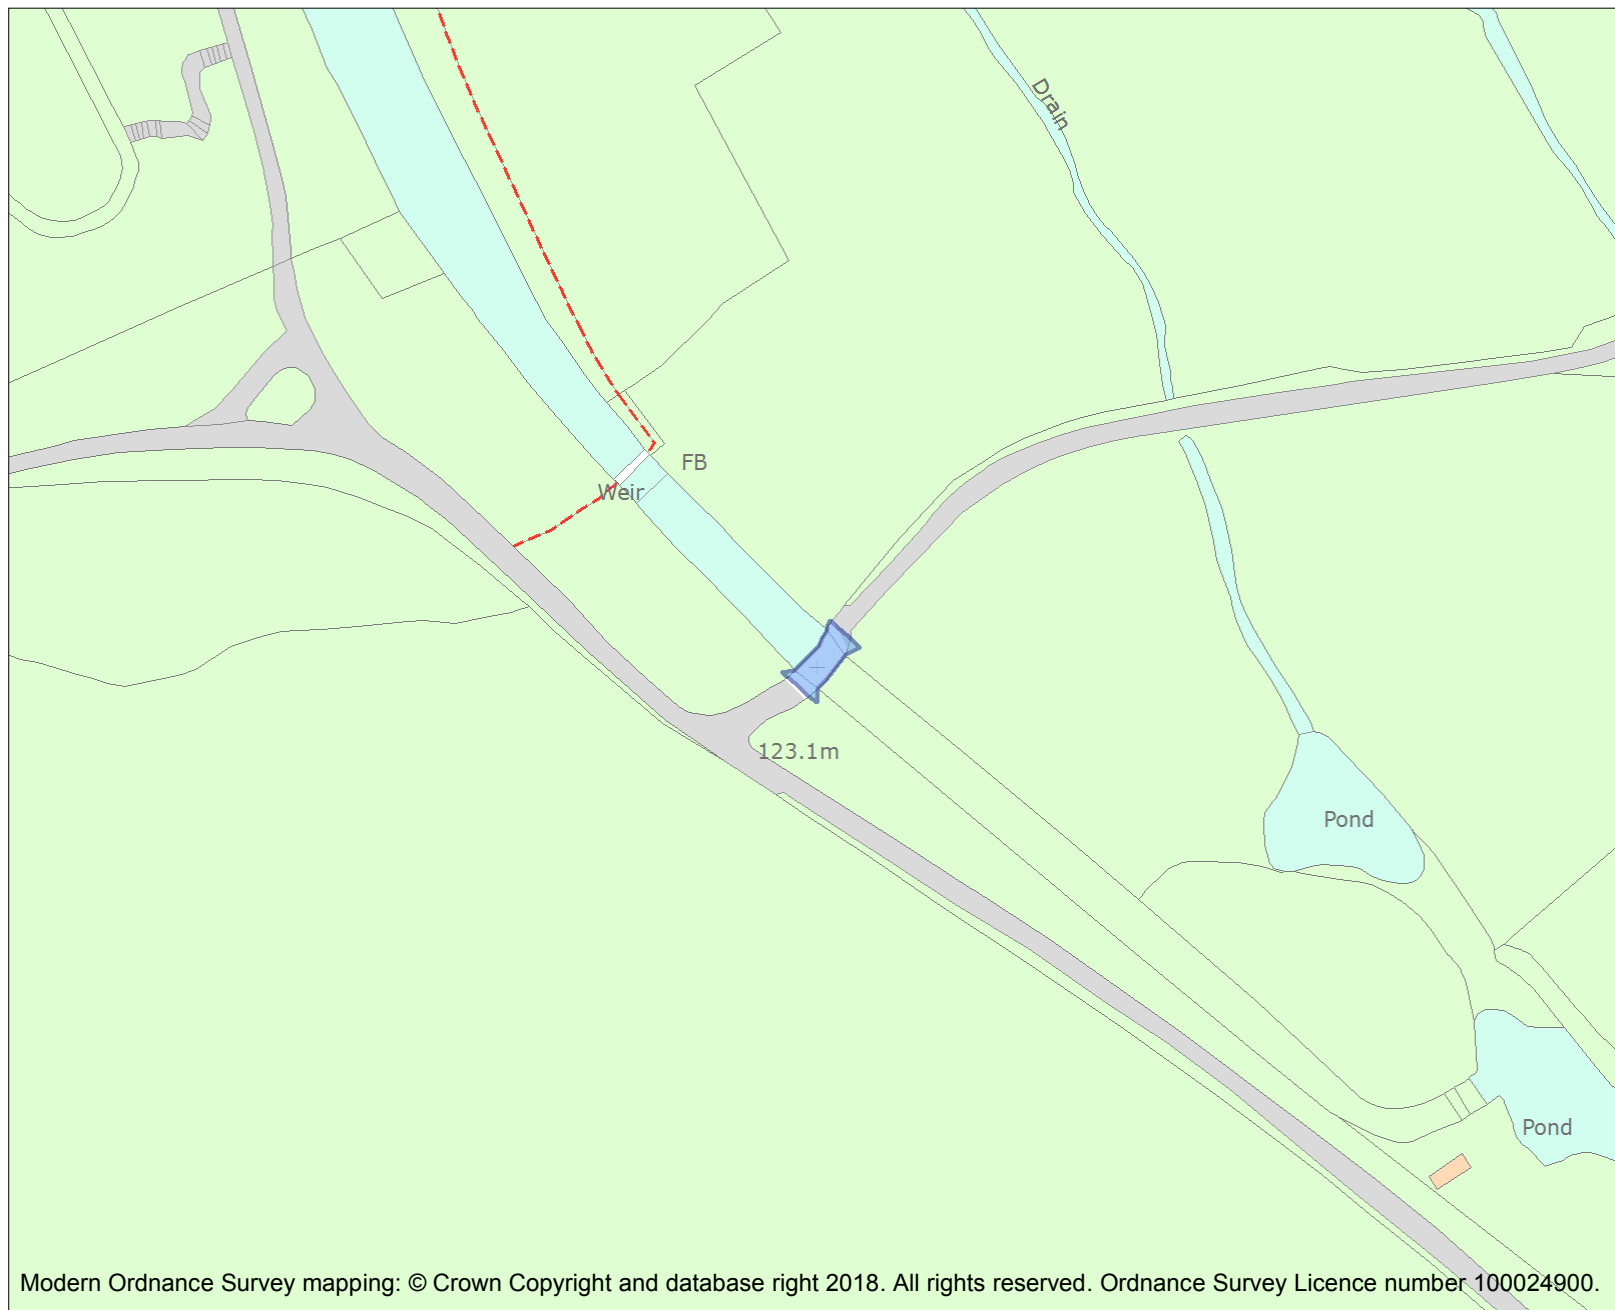 Drain
FB
Weir
123.1m
Pond
Pond
Modern Ordnance Survey mapping: © Crown Copyright and database right 2018. All rights reserved. Ordnance Survey Licence number 100024900.